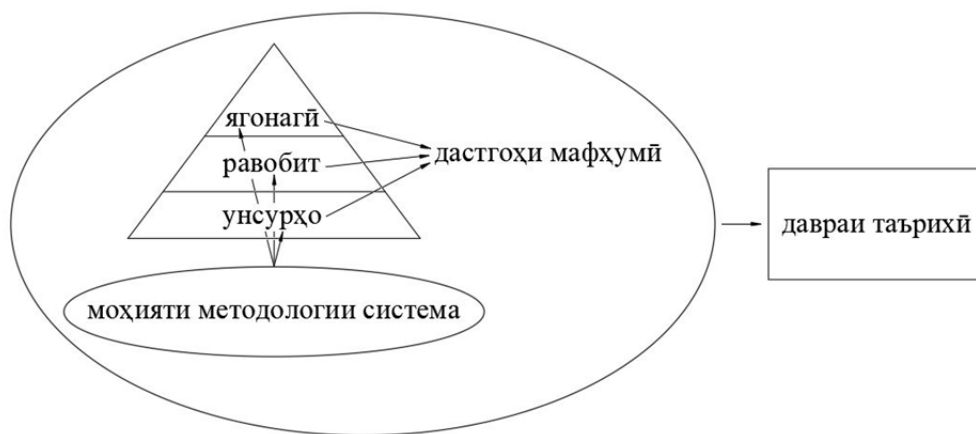 ягонагӣ
равобит
дастгоҳи мафҳумӣ
унсурҳо
давраи таърихӣ
моҳияти методологии система